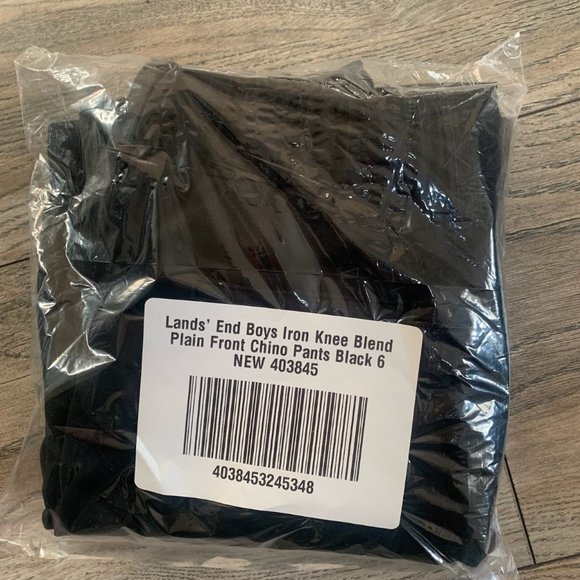 Lands' End Boys Iron Knee Blend
Plain Front Chino Pants Black 6
NEW 403845
4038453245348